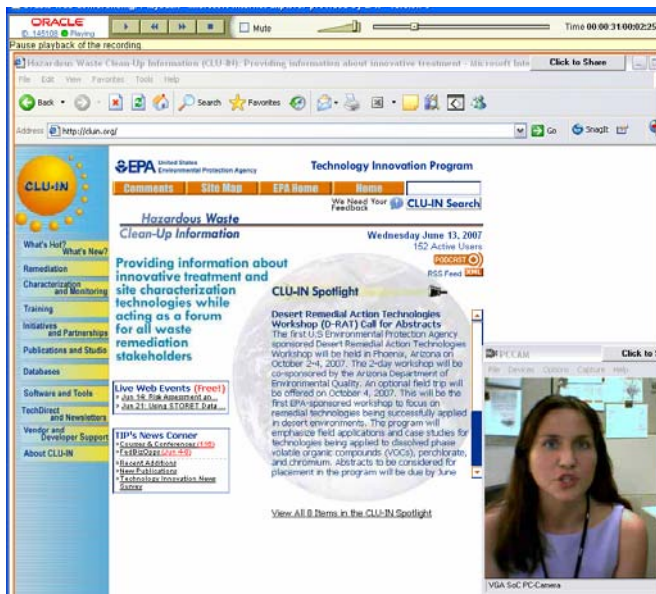 ORACLE
ID: 145108 Playing
Mute
Time 00:00:31-00:02:25
Pause playback of the recording
Hazardous Waste Clean-Up Information (CLU-IN): Providing information about innovative treatment - Microsoft Inte
Click to Share
File Edit View Favorites Tools Help
Back
Search
Favorites
Address
http://cluin.org/
Go
SnagIt
CLU-IN
EPA
United States
Environmental Protection Agency
Technology Innovation Program
Comments
Site Map
EPA Home
Home
We Need Your
Feedback
CLU-IN Search
Hazardous Waste
Clean-Up Information
Wednesday June 13, 2007
152 Active Users
PODCAST
RSS Feed XML
What's Hot?
What's New?
Remediation
Characterization
and Monitoring
Training
Initiatives
and Partnerships
Publications and Studio
Databases
Software and Tools
TechDirect
and Newsletters
Vendor and
Developer Support
About CLU-IN
Providing information about
innovative treatment and
site characterization
technologies while
acting as a forum
for all waste
remediation
stakeholders
Live Web Events (Free!)
Jun 14: Risk Assessment an...
Jun 21: Using STORET Data ...
TIP's News Corner
Courses & Conferences (138)
FedBizOpps (Jun 4-8)
Recent Additions
New Publications
Technology Innovation News
Survey
CLU-IN Spotlight
Desert Remedial Action Technologies
Workshop (D-RAT) Call for Abstracts
The first U.S Environmental Protection Agency
sponsored Desert Remedial Action Technologies
Workshop will be held in Phoenix, Arizona on
October 2-4, 2007. The 2-day workshop will be
co-sponsored by the Arizona Department of
Environmental Quality. An optional field trip will
be offered on October 4, 2007. This will be the
first EPA-sponsored workshop to focus on
remedial technologies being successfully applied
in desert environments. The program will
emphasize field applications and case studies for
technologies being applied to dissolved phase
volatile organic compounds (VOCs), perchlorate,
and chromium. Abstracts to be considered for
placement in the program will be due by June
View All 8 Items in the CLU-IN Spotlight
PCCAM
Click to S
File Devices Options Capture Help
VGA SoC PC-Camera